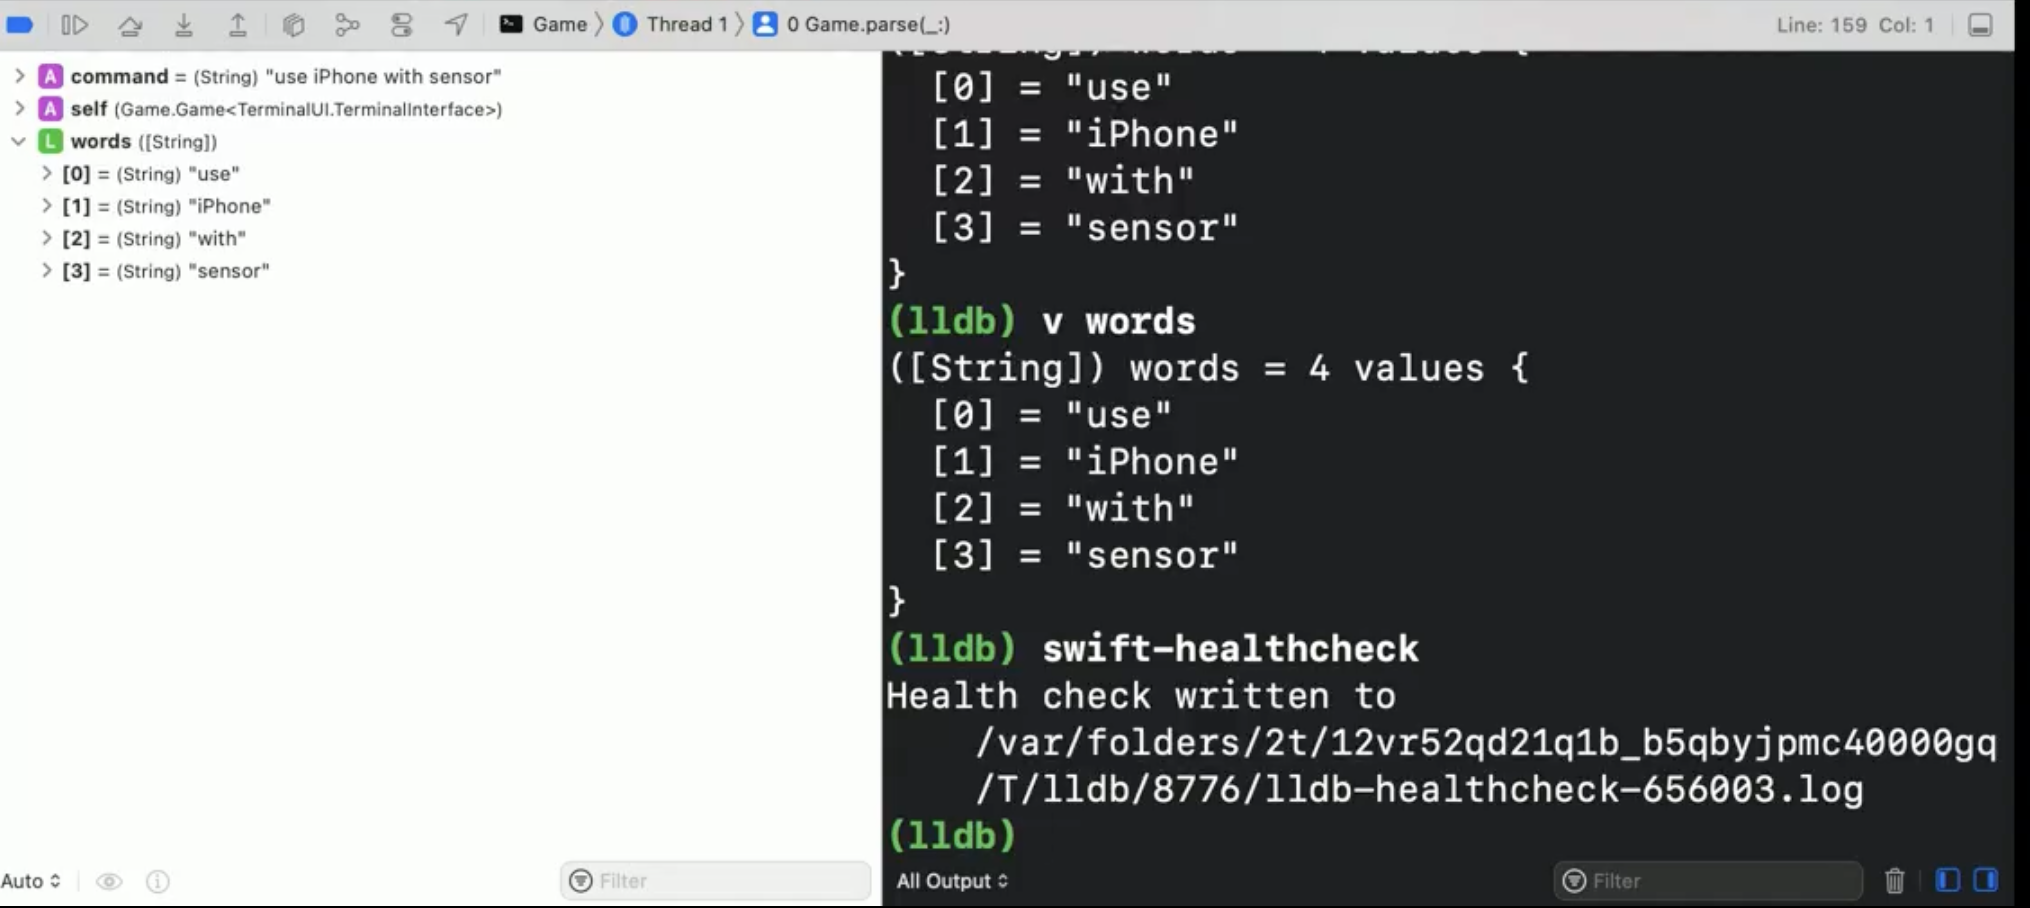 Game 〉 Thread 1 〉 0 Game.parse(_:)
Line: 159 Col: 1
A command = (String) "use iPhone with sensor"
A self (Game.Game<TerminalUI.TerminalInterface>)
L words ([String])
[0] = (String) "use"
[1] = (String) "iPhone"
[2] = (String) "with"
[3] = (String) "sensor"
Auto
Filter
([String]) words = 4 values {
[0] = "use"
[1] = "iPhone"
[2] = "with"
[3] = "sensor"
}
(lldb) v words
([String]) words = 4 values {
[0] = "use"
[1] = "iPhone"
[2] = "with"
[3] = "sensor"
}
(lldb) swift-healthcheck
Health check written to
/var/folders/2t/12vr52qd21q1b_b5qbyjpmc40000gq
/T/lldb/8776/lldb-healthcheck-656003.log
(lldb)
All Output
Filter